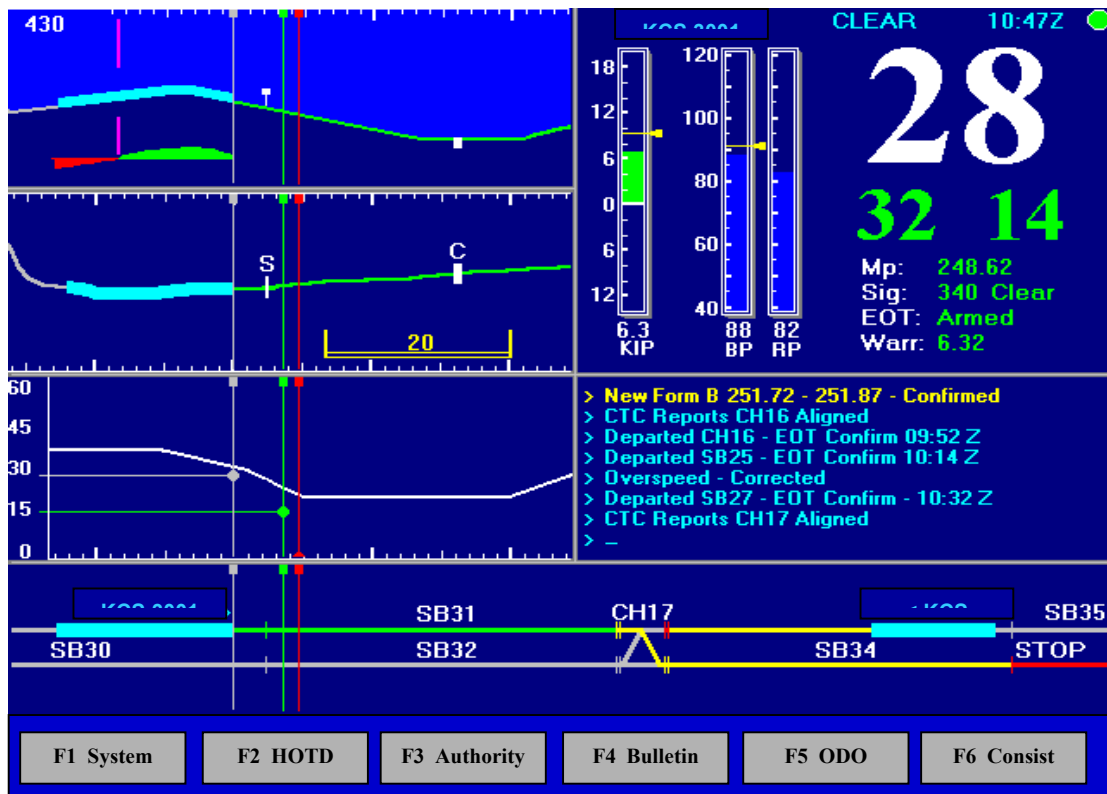 430
S
C
20
60
45
30
15
0
18
12
6
0
6
12
6.3
KIP
120
100
80
60
40
88
BP
82
RP
CLEAR 10:47Z
28
32 14
Mp: 248.62
Sig: 340 Clear
EOT: Armed
Warr: 6.32
> New Form B 251.72 - 251.87 - Confirmed
> CTC Reports CH16 Aligned
> Departed CH16 - EOT Confirm 09:52 Z
> Departed SB25 - EOT Confirm 10:14 Z
> Overspeed - Corrected
> Departed SB27 - EOT Confirm - 10:32 Z
> CTC Reports CH17 Aligned
> _
SB31 CH17 SB35
SB30 SB32 SB34 STOP
F1 System F2 HOTD F3 Authority F4 Bulletin F5 ODO F6 Consist